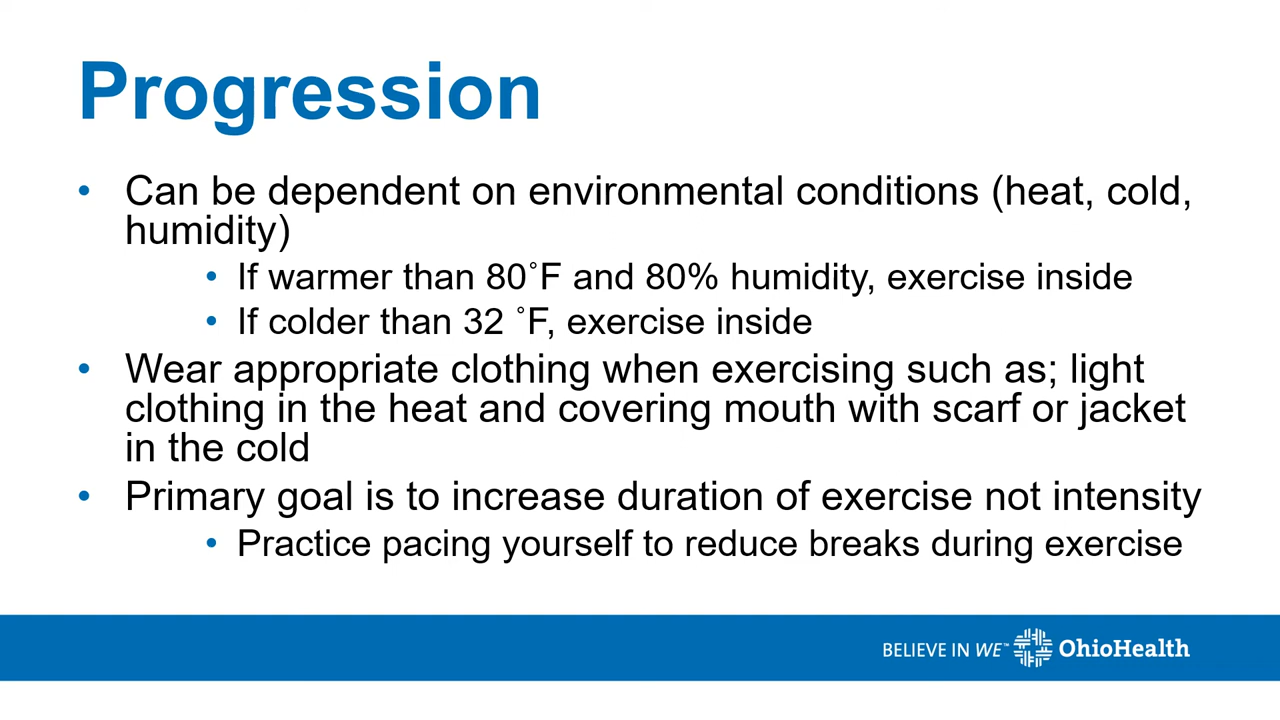 Progression
• Can be dependent on environmental conditions (heat, cold,
humidity)
• If warmer than 80˚F and 80% humidity, exercise inside
• If colder than 32 ˚F, exercise inside
• Wear appropriate clothing when exercising such as; light
clothing in the heat and covering mouth with scarf or jacket
in the cold
• Primary goal is to increase duration of exercise not intensity
• Practice pacing yourself to reduce breaks during exercise
BELIEVE IN WE™ OhioHealth